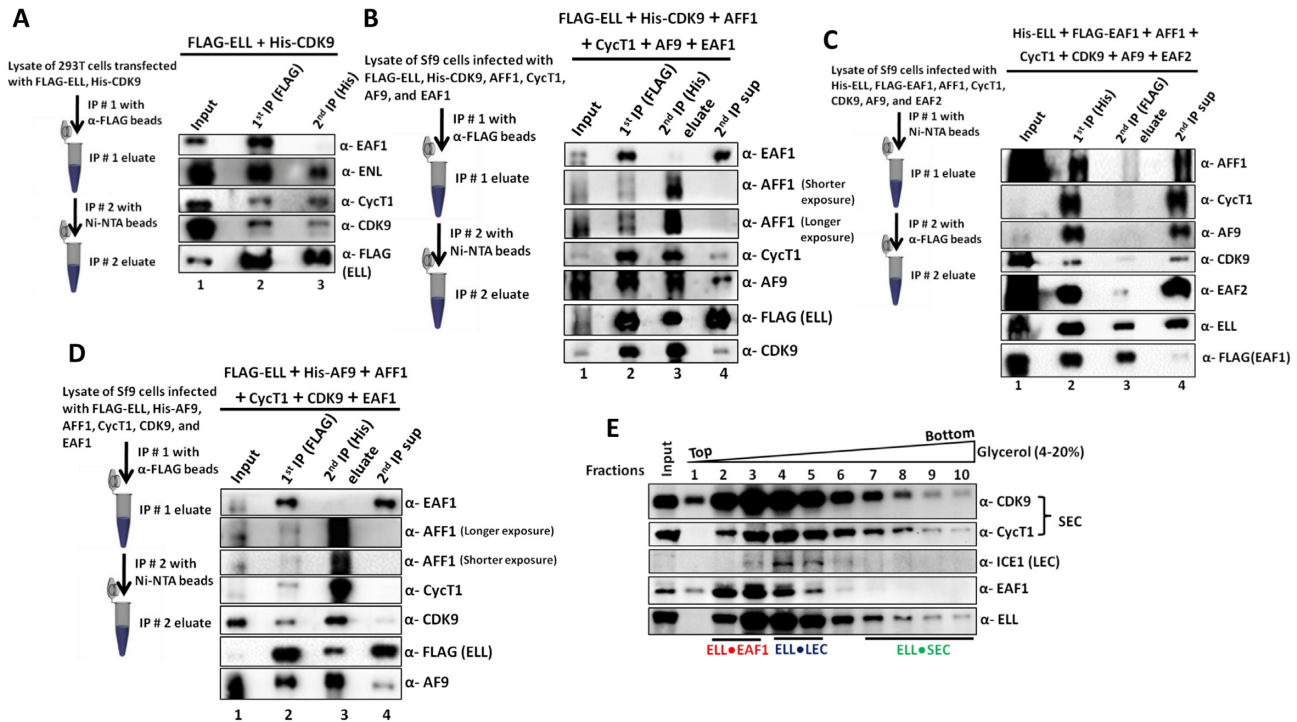 A
FLAG-ELL + His-CDK9
Lysate of 293T cells transfected
with FLAG-ELL, His-CDK9
IP # 1 with
α-FLAG beads
IP # 1 eluate
IP # 2 with
Ni-NTA beads
IP # 2 eluate
Input
1st IP (FLAG)
2nd IP (His)
α- EAF1
α- ENL
α- CycT1
α- CDK9
α- FLAG
(ELL)
1 2 3
B
FLAG-ELL + His-CDK9 + AFF1
+ CycT1 + AF9 + EAF1
Lysate of Sf9 cells infected with
FLAG-ELL, His-CDK9, AFF1, CycT1,
AF9, and EAF1
IP # 1 with
α-FLAG beads
IP # 1 eluate
IP # 2 with
Ni-NTA beads
IP # 2 eluate
Input
1st IP (FLAG)
2nd IP (His)
eluate
2nd IP sup
α- EAF1
α- AFF1 (Shorter
exposure)
α- AFF1 (Longer
exposure)
α- CycT1
α- AF9
α- FLAG (ELL)
α- CDK9
1 2 3 4
C
His-ELL + FLAG-EAF1 + AFF1 +
CycT1 + CDK9 + AF9 + EAF2
Lysate of Sf9 cells infected with
His-ELL, FLAG-EAF1, AFF1, CycT1,
CDK9, AF9, and EAF2
IP # 1 with
Ni-NTA beads
IP # 1 eluate
IP # 2 with
α-FLAG beads
IP # 2 eluate
Input
1st IP (His)
2nd IP (FLAG)
eluate
2nd IP sup
α- AFF1
α- CycT1
α- AF9
α- CDK9
α- EAF2
α- ELL
α- FLAG(EAF1)
1 2 3 4
D
FLAG-ELL + His-AF9 + AFF1
+ CycT1 + CDK9 + EAF1
Lysate of Sf9 cells infected
with FLAG-ELL, His-AF9,
AFF1, CycT1, CDK9, and
EAF1
IP # 1 with
α-FLAG beads
IP # 1 eluate
IP # 2 with
Ni-NTA beads
IP # 2 eluate
Input
1st IP (FLAG)
2nd IP (His)
eluate
2nd IP sup
α- EAF1
α- AFF1 (Longer exposure)
α- AFF1 (Shorter exposure)
α- CycT1
α- CDK9
α- FLAG (ELL)
α- AF9
1 2 3 4
E
Input
Top
Bottom
Glycerol (4-20%)
Fractions 1 2 3 4 5 6 7 8 9 10
α- CDK9
α- CycT1
SEC
α- ICE1 (LEC)
α- EAF1
α- ELL
ELL●EAF1 ELL●LEC ELL●SEC